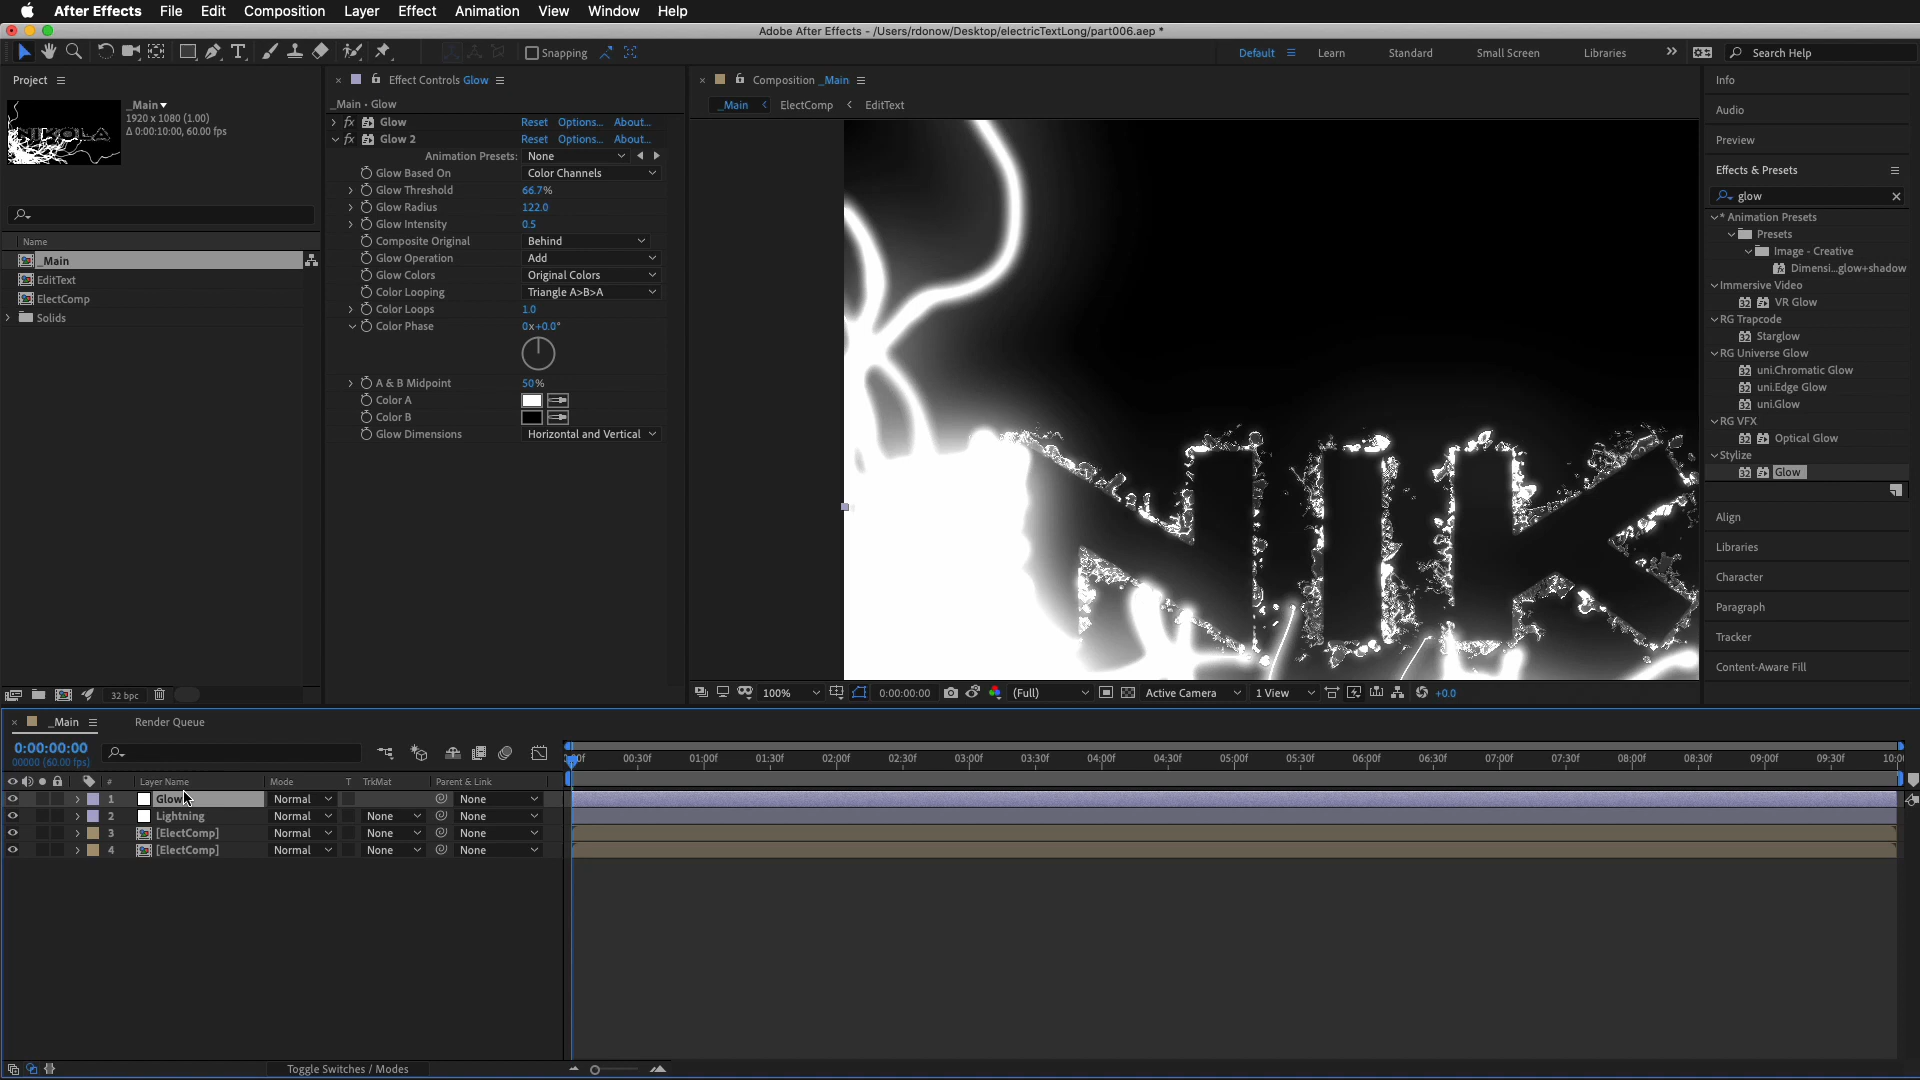 After Effects File Edit Composition Layer Effect Animation View Window Help
Adobe After Effects - /Users/rdonow/Desktop/electricTextLong/part006.aep *
Snapping Default Learn Standard Small Screen Libraries Search Help
Project
_Main
1920 x 1080 (1.00)
Δ 0:00:10:00, 60.00 fps
Name
_Main
EditText
ElectComp
Solids
32 bpc
Effect Controls Glow
_Main • Glow
fx Glow Reset Options... About...
fx Glow 2 Reset Options... About...
Animation Presets: None
Glow Based On Color Channels
Glow Threshold 66.7%
Glow Radius 122.0
Glow Intensity 0.5
Composite Original Behind
Glow Operation Add
Glow Colors Original Colors
Color Looping Triangle A>B>A
Color Loops 1.0
Color Phase 0x+0.0°
A & B Midpoint 50%
Color A
Color B
Glow Dimensions Horizontal and Vertical
Composition _Main
_Main ElectComp EditText
NIK
100% 0:00:00:00 (Full) Active Camera 1 View +0.0
Info
Audio
Preview
Effects & Presets
glow
* Animation Presets
Presets
Image - Creative
Dimensi...glow+shadow
Immersive Video
VR Glow
RG Trapcode
Starglow
RG Universe Glow
uni.Chromatic Glow
uni.Edge Glow
uni.Glow
RG VFX
Optical Glow
Stylize
Glow
Align
Libraries
Character
Paragraph
Tracker
Content-Aware Fill
_Main Render Queue
0:00:00:00
00000 (60.00 fps)
00:30f 01:00f 01:30f 02:00f 02:30f 03:00f 03:30f 04:00f 04:30f 05:00f 05:30f 06:00f 06:30f 07:00f 07:30f 08:00f 08:30f 09:00f 09:30f 10:0
# Layer Name Mode T TrkMat Parent & Link
1 Glow Normal None
2 Lightning Normal None None
3 [ElectComp] Normal None None
4 [ElectComp] Normal None None
Toggle Switches / Modes